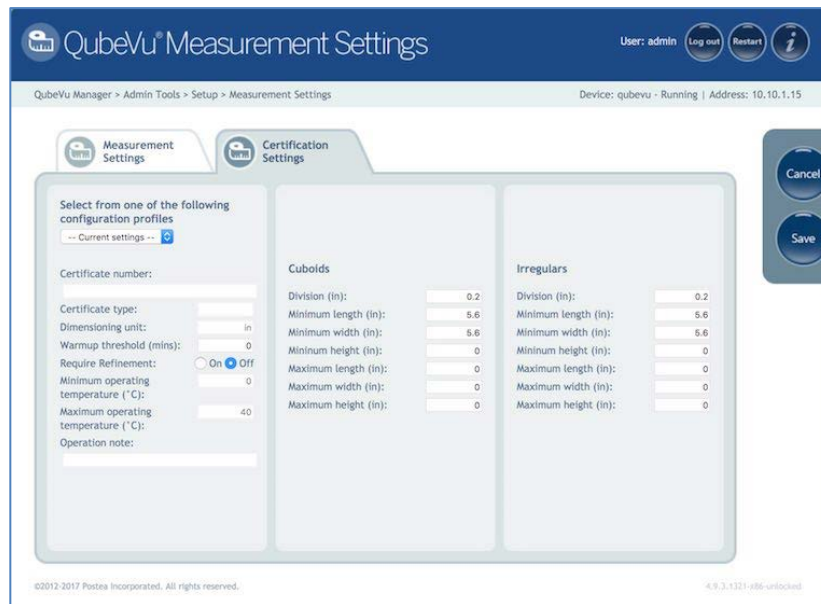 QubeVu® Measurement Settings
User: admin
Log out
Restart
i
QubeVu Manager > Admin Tools > Setup > Measurement Settings
Device: qubevu - Running | Address: 10.10.1.15
Measurement
Settings
Certification
Settings
Cancel
Save
Select from one of the following
configuration profiles
-- Current settings --
Certificate number:
Certificate type:
Dimensioning unit: in
Warmup threshold (mins): 0
Require Refinement: On Off
Minimum operating
temperature (°C): 0
Maximum operating
temperature (°C): 40
Operation note:
Cuboids
Division (in): 0.2
Minimum length (in): 5.6
Minimum width (in): 5.6
Mininum height (in): 0
Maximum length (in): 0
Maximum width (in): 0
Maximum height (in): 0
Irregulars
Division (in): 0.2
Minimum length (in): 5.6
Minimum width (in): 5.6
Mininum height (in): 0
Maximum length (in): 0
Maximum width (in): 0
Maximum height (in): 0
©2012-2017 Postea Incorporated. All rights reserved.
4.9.3.1321-x86-unlocked